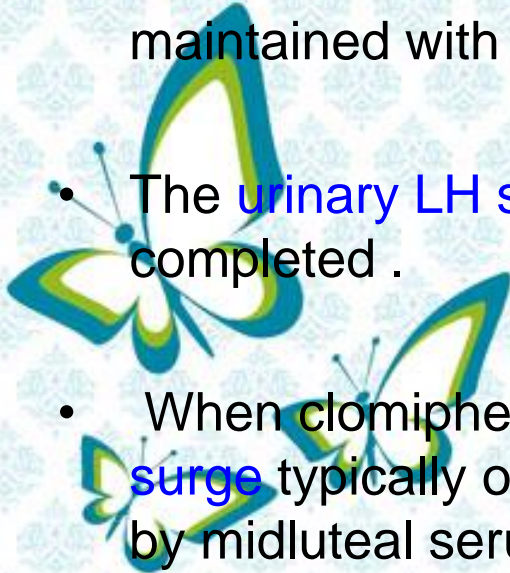 maintained with
• The urinary LH
completed .
• When
surge typically
by midluteal